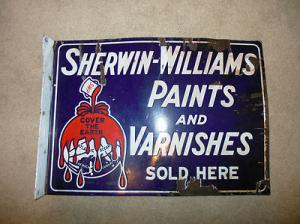 SHERWIN-WILLIAMS
PAINTS
AND
VARNISHES
SOLD HERE
COVER
THE
EARTH